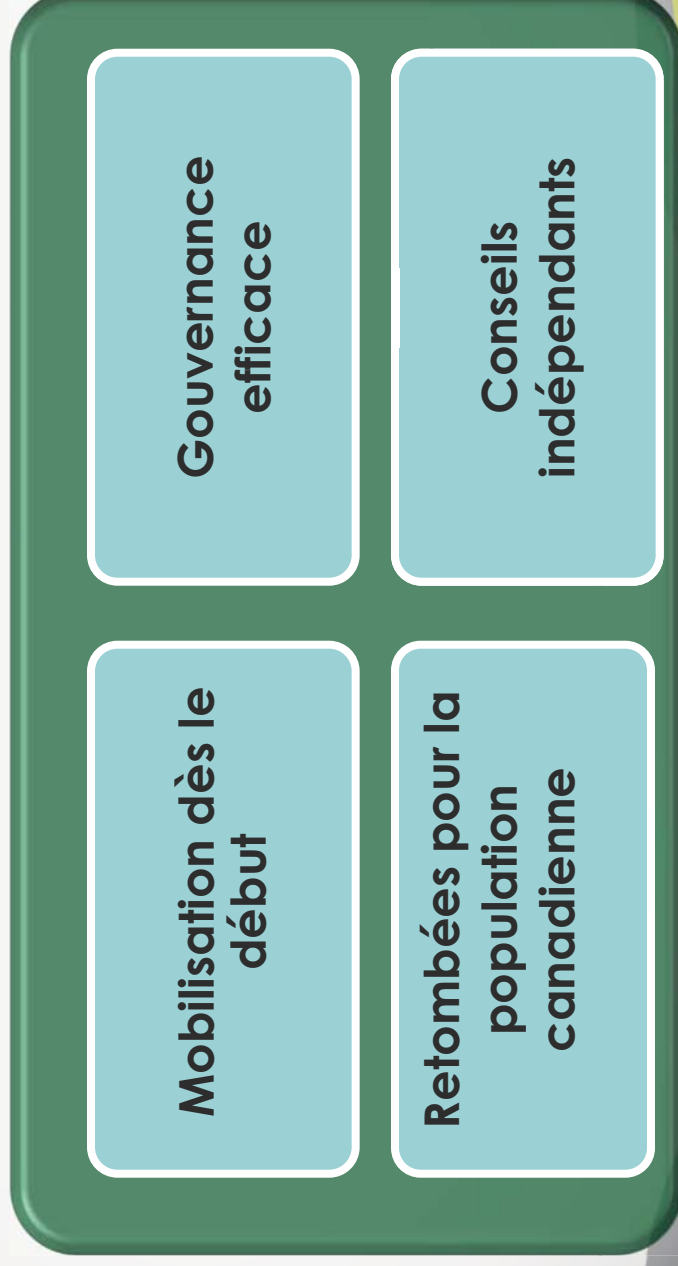 Mobilisation dès le
début
Gouvernance
efficace
Retombées pour la
population
canadienne
Conseils
indépendants